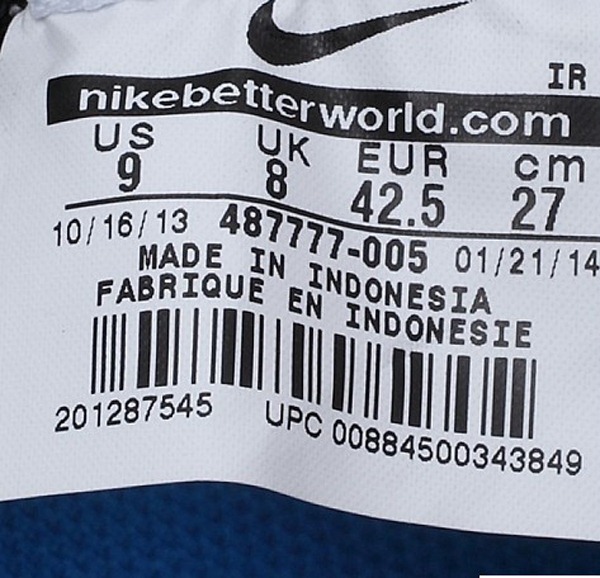 IR
nikebetterworld.com
US UK EUR cm
9 8 42.5 27
10/16/13 487777-005 01/21/14
MADE IN INDONESIA
FABRIQUE EN INDONESIE
201287545 UPC 00884500343849